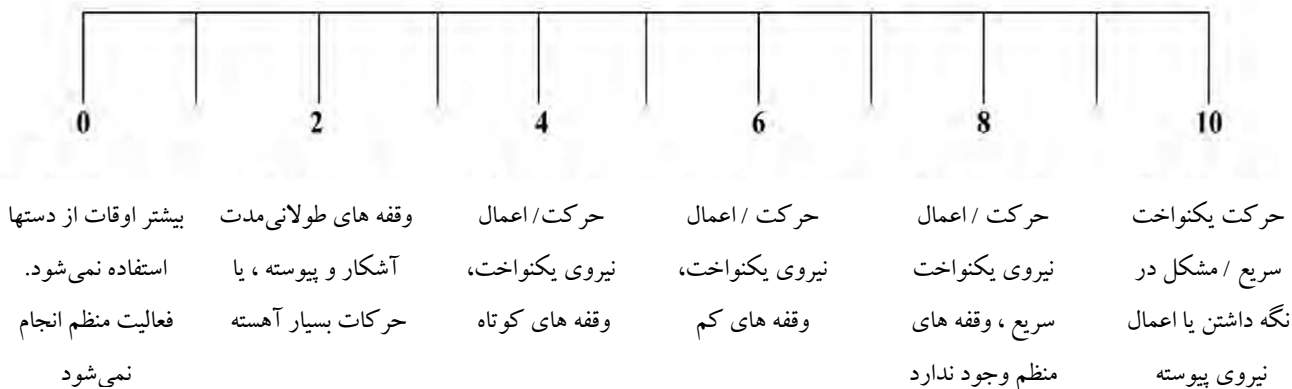 0 2 4 6 8 10
بیشتر اوقات از دستها
استفاده نمی‌شود.
فعالیت منظم انجام
نمی‌شود
وقفه های طولانی‌مدت
آشکار و پیوسته ، یا
حرکات بسیار آهسته
حرکت/ اعمال
نیروی یکنواخت،
وقفه های کوتاه
حرکت / اعمال
نیروی یکنواخت،
وقفه های کم
حرکت / اعمال
نیروی یکنواخت
سریع ، وقفه های
منظم وجود ندارد
حرکت یکنواخت
سریع / مشکل در
نگه داشتن یا اعمال
نیروی پیوسته